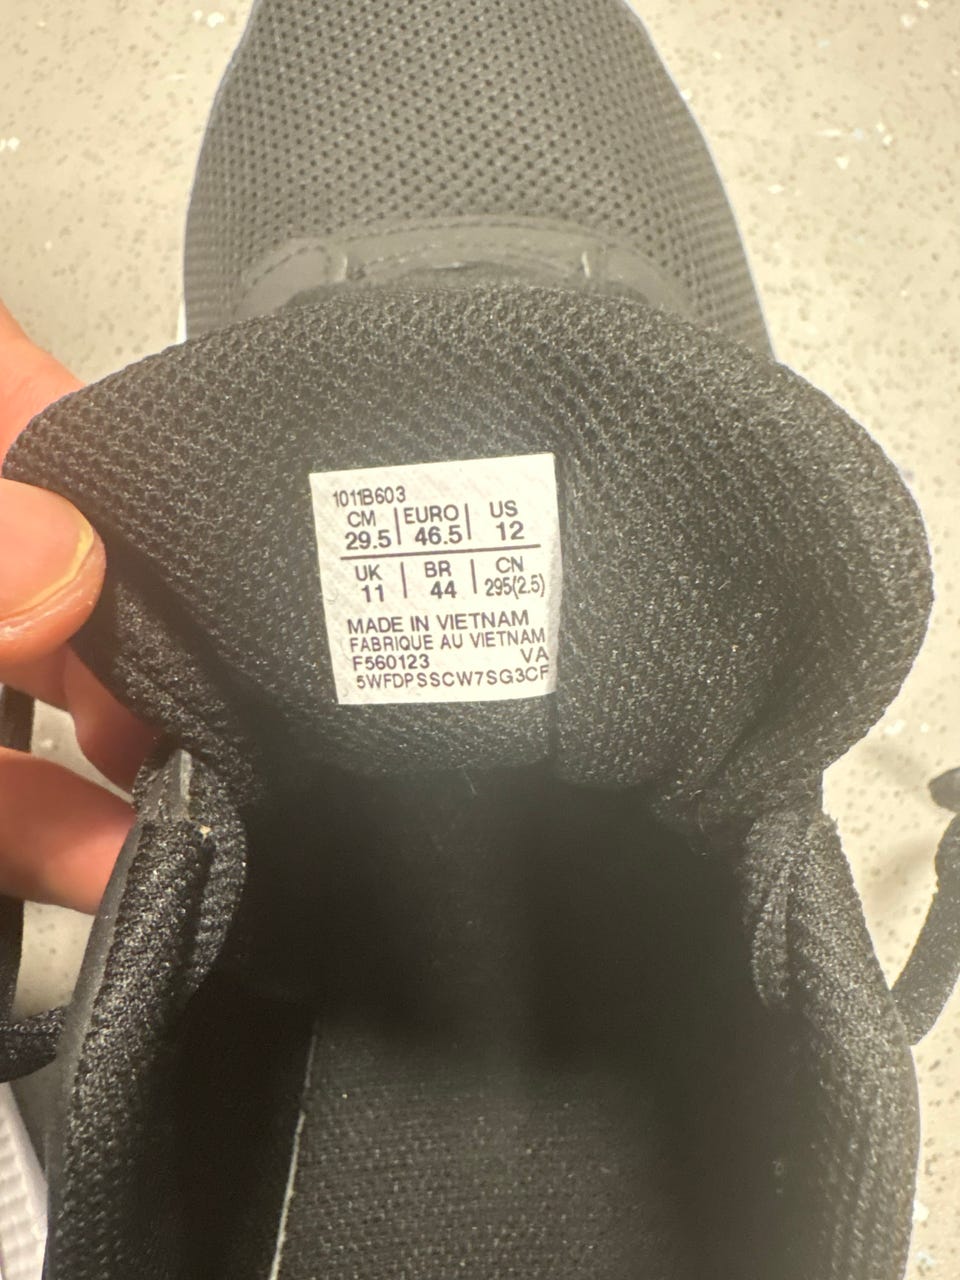 1011B603
CM | EURO | US
29.5 | 46.5 | 12
UK | BR | CN
11 | 44 | 295(2.5)
MADE IN VIETNAM
FABRIQUE AU VIETNAM
F560123 VA
5WFDPSSCW7SG3CF